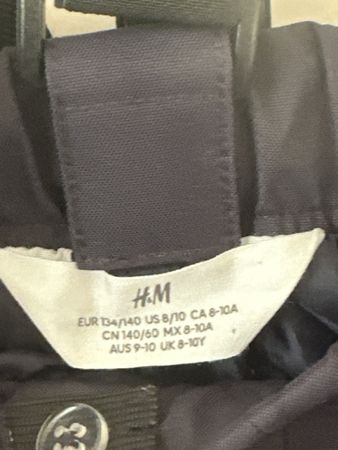 H&M
EUR 134/140 US 8/10 CA 8-10A
CN 140/60 MX 8-10A
AUS 9-10 UK 8-10Y